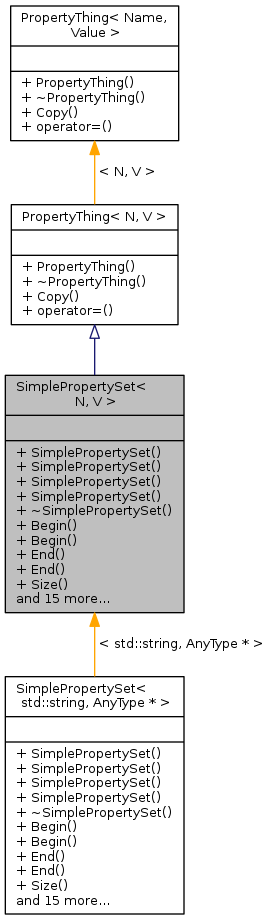 PropertyThing< Name,
Value >
+ PropertyThing()
+ ~PropertyThing()
+ Copy()
+ operator=()
< N, V >
PropertyThing< N, V >
+ PropertyThing()
+ ~PropertyThing()
+ Copy()
+ operator=()
SimplePropertySet<
N, V >
+ SimplePropertySet()
+ SimplePropertySet()
+ SimplePropertySet()
+ SimplePropertySet()
+ ~SimplePropertySet()
+ Begin()
+ Begin()
+ End()
+ End()
+ Size()
and 15 more...
< std::string, AnyType * >
SimplePropertySet<
std::string, AnyType * >
+ SimplePropertySet()
+ SimplePropertySet()
+ SimplePropertySet()
+ SimplePropertySet()
+ ~SimplePropertySet()
+ Begin()
+ Begin()
+ End()
+ End()
+ Size()
and 15 more...